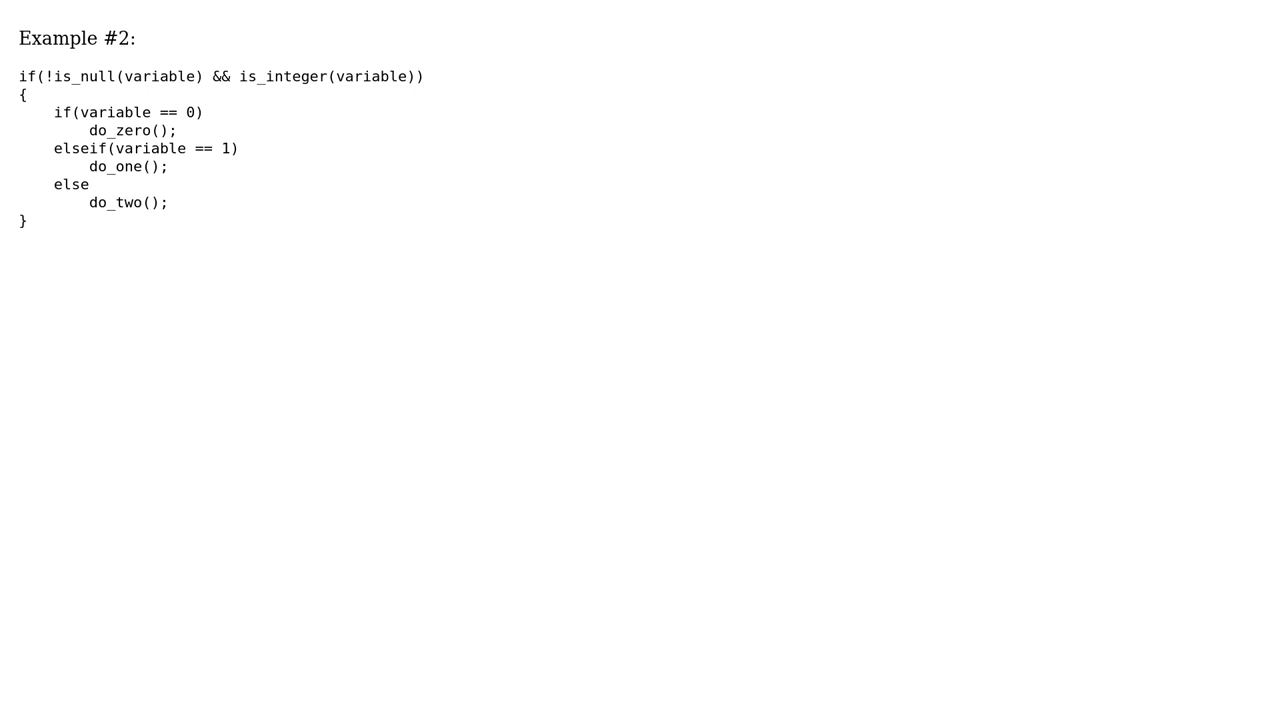 Example #2:
if(!is_null(variable) && is_integer(variable))
{
    if(variable == 0)
        do_zero();
    elseif(variable == 1)
        do_one();
    else
        do_two();
}